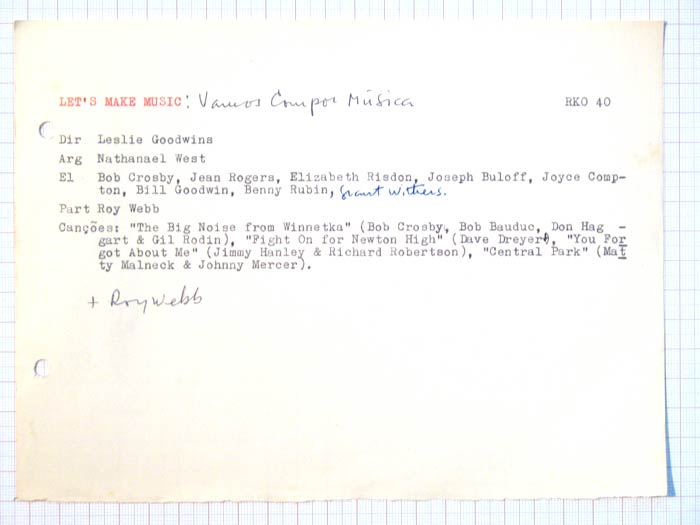 LET'S MAKE MUSIC: Vamos Compor Música RKO 40
Dir Leslie Goodwins
Arg Nathanael West
El Bob Crosby, Jean Rogers, Elizabeth Risdon, Joseph Buloff, Joyce Comp-
ton, Bill Goodwin, Benny Rubin, Grant Withers.
Part Roy Webb
Canções: "The Big Noise from Winnetka" (Bob Crosby, Bob Bauduc, Don Hag -
gart & Gil Rodin), "Fight On for Newton High" (Dave Dreyer), "You For
got About Me" (Jimmy Hanley & Richard Robertson), "Central Park" (Mat
ty Malneck & Johnny Mercer).
+ Roy Webb